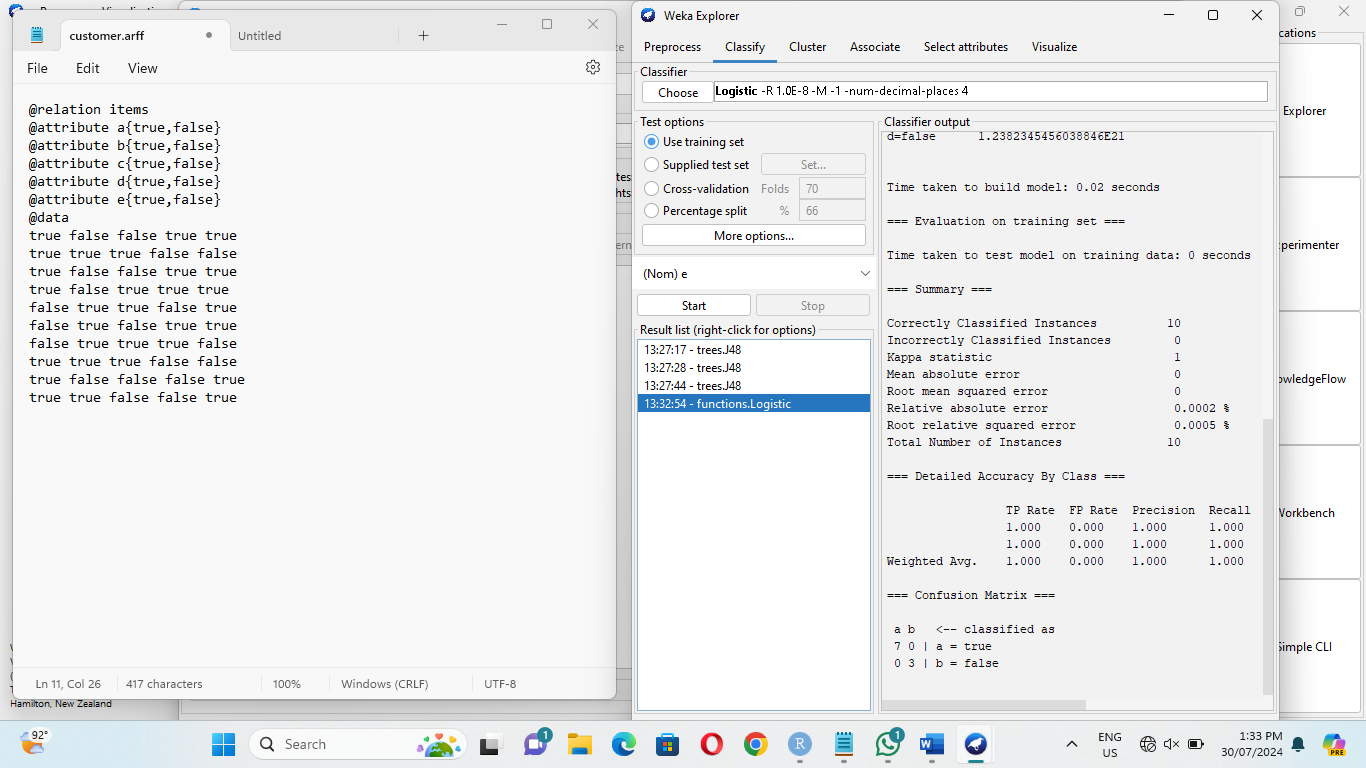 customer.arff
Untitled
File Edit View
@relation items
@attribute a{true,false}
@attribute b{true,false}
@attribute c{true,false}
@attribute d{true,false}
@attribute e{true,false}
@data
true false false true true
true true true false false
true false false true true
true false true true true
false true true false true
false true false true true
false true true true false
true true true false false
true false false false true
true true false false true
Ln 11, Col 26
417 characters
100%
Windows (CRLF)
UTF-8
Hamilton, New Zealand
Weka Explorer
Preprocess Classify Cluster Associate Select attributes Visualize
Classifier
Choose
Logistic -R 1.0E-8 -M -1 -num-decimal-places 4
Test options
Use training set
Supplied test set Set...
Cross-validation Folds 70
Percentage split % 66
More options...
(Nom) e
Start Stop
Result list (right-click for options)
13:27:17 - trees.J48
13:27:28 - trees.J48
13:27:44 - trees.J48
13:32:54 - functions.Logistic
Classifier output
d=false 1.2382345456038846E21
Time taken to build model: 0.02 seconds
=== Evaluation on training set ===
Time taken to test model on training data: 0 seconds
=== Summary ===
Correctly Classified Instances 10
Incorrectly Classified Instances 0
Kappa statistic 1
Mean absolute error 0
Root mean squared error 0
Relative absolute error 0.0002 %
Root relative squared error 0.0005 %
Total Number of Instances 10
=== Detailed Accuracy By Class ===
TP Rate FP Rate Precision Recall
1.000 0.000 1.000 1.000
1.000 0.000 1.000 1.000
Weighted Avg. 1.000 0.000 1.000 1.000
=== Confusion Matrix ===
a b <-- classified as
7 0 | a = true
0 3 | b = false
cations
Explorer
perimenter
owledgeFlow
Workbench
Simple CLI
92°
Search
1
1
ENG
US
1:33 PM
30/07/2024
PRE